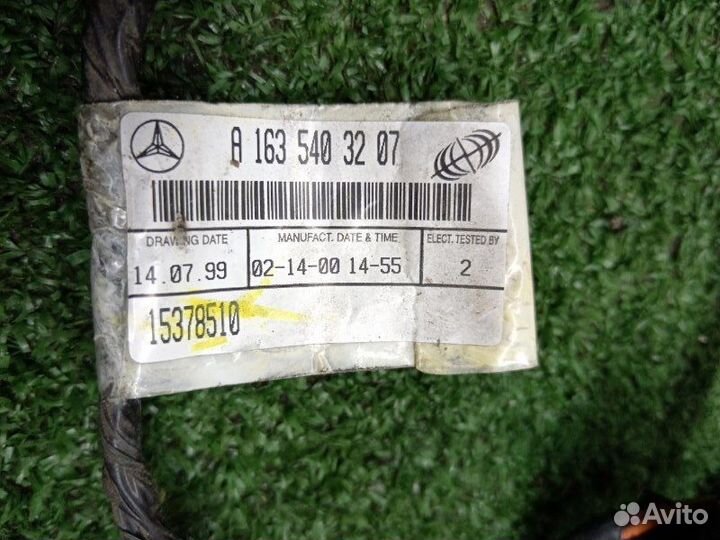 A 163 540 32 07
DRAWING DATE
MANUFACT. DATE & TIME
ELECT. TESTED BY
14.07.99
02-14-00 14-55
2
15378510
Avito